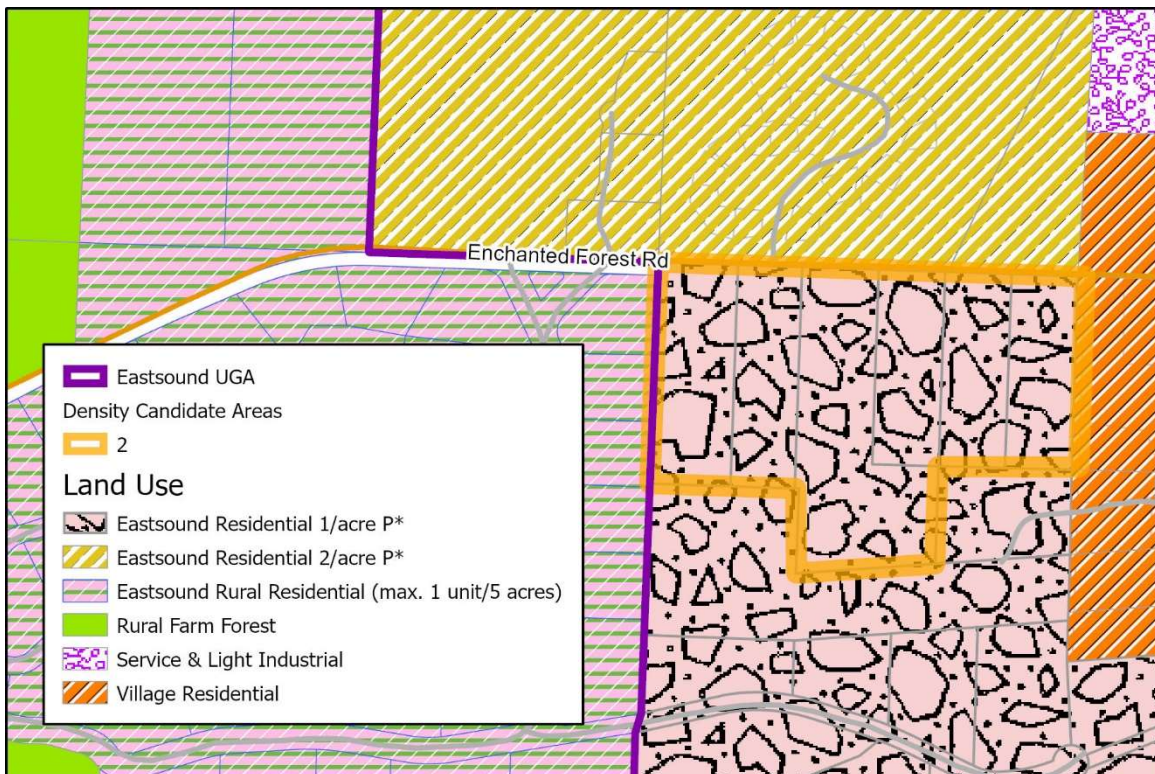 Enchanted Forest Rd
Eastsound UGA
Density Candidate Areas
2
Land Use
Eastsound Residential 1/acre P*
Eastsound Residential 2/acre P*
Eastsound Rural Residential (max. 1 unit/5 acres)
Rural Farm Forest
Service & Light Industrial
Village Residential